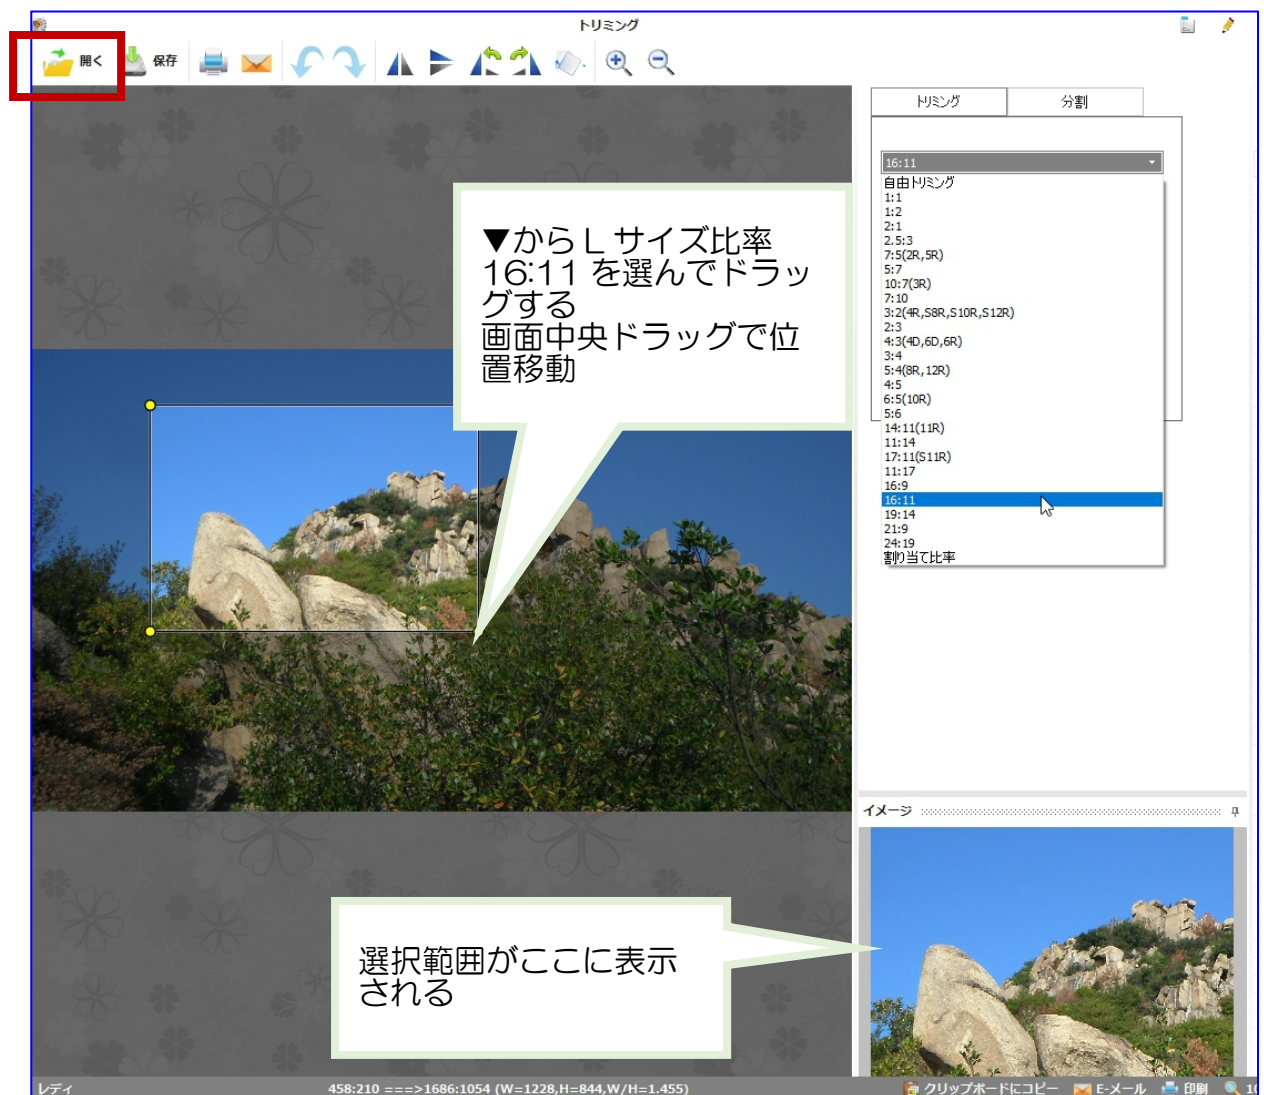 トリミング
開く
保存
トリミング 分割
16:11
自由トリミング
1:1
1:2
2:1
2.5:3
7:5(2R,5R)
5:7
10:7(3R)
7:10
3:2(4R,S8R,S10R,S12R)
2:3
4:3(4D,6D,6R)
3:4
5:4(8R,12R)
4:5
6:5(10R)
5:6
14:11(11R)
11:14
17:11(S11R)
11:17
16:9
16:11
19:14
21:9
24:19
割り当て比率
▼からLサイズ比率
16:11 を選んでドラッ
グする
画面中央ドラッグで位
置移動
イメージ
選択範囲がここに表示
される
レディ 458:210 ===>1686:1054 (W=1228,H=844,W/H=1.455) クリップボードにコピー E-メール 印刷